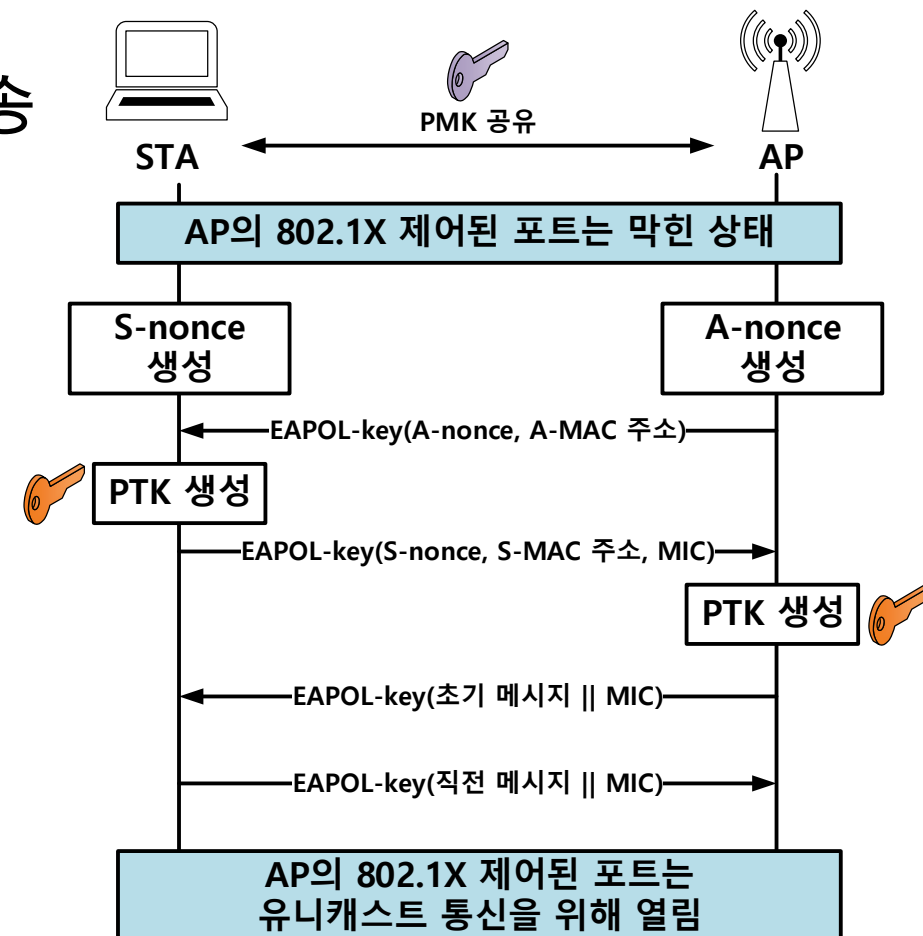 송
PMK 공유
STA
AP
AP의 802.1X 제어된 포트는 막힌 상태
S-nonce
생성
A-nonce
생성
EAPOL-key(A-nonce, A-MAC 주소)
PTK 생성
EAPOL-key(S-nonce, S-MAC 주소, MIC)
PTK 생성
EAPOL-key(초기 메시지 || MIC)
EAPOL-key(직전 메시지 || MIC)
AP의 802.1X 제어된 포트는
유니캐스트 통신을 위해 열림